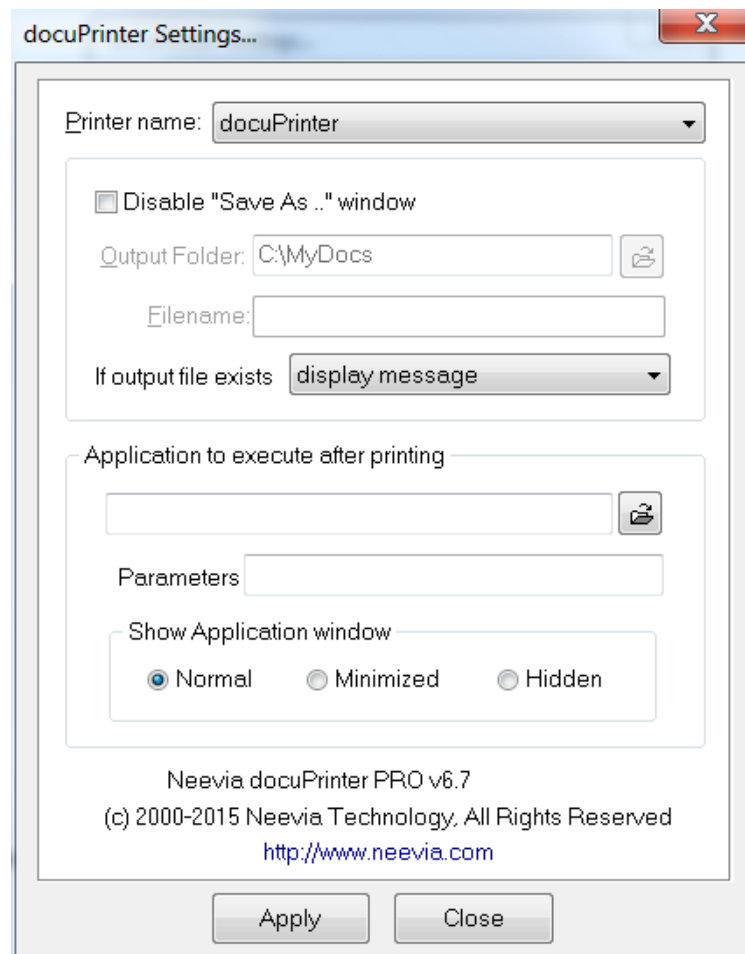 docuPrinter Settings...
Printer name: docuPrinter
Disable "Save As .." window
Output Folder: C:\MyDocs
Filename:
If output file exists display message
Application to execute after printing
Parameters
Show Application window
Normal Minimized Hidden
Neevia docuPrinter PRO v6.7
(c) 2000-2015 Neevia Technology, All Rights Reserved
http://www.neevia.com
Apply Close